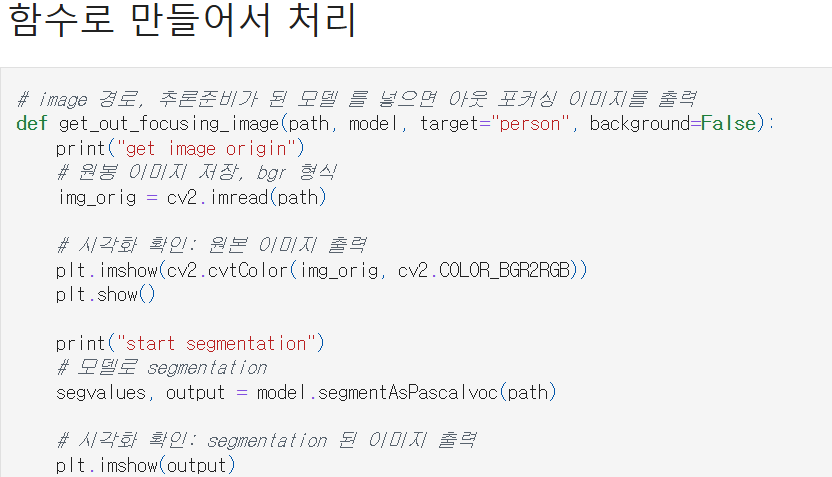 함수로 만들어서 처리
# image 경로, 추론준비가 된 모델 를 넣으면 아웃 포커싱 이미지를 출력
def get_out_focusing_image(path, model, target="person", background=False):
    print("get image origin")
    # 원봉 이미지 저장, bgr 형식
    img_orig = cv2.imread(path)
    # 시각화 확인: 원본 이미지 출력
    plt.imshow(cv2.cvtColor(img_orig, cv2.COLOR_BGR2RGB))
    plt.show()
    print("start segmentation")
    # 모델로 segmentation
    segvalues, output = model.segmentAsPascalvoc(path)
    # 시각화 확인: segmentation 된 이미지 출력
    plt.imshow(output)